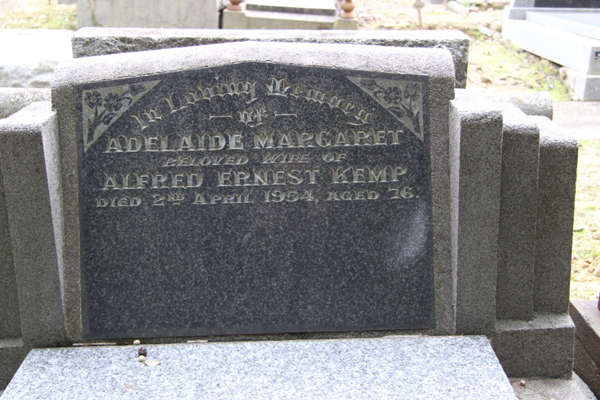 In Loving Memory
— of —
ADELAIDE MARGARET
BELOVED WIFE OF
ALFRED ERNEST KEMP
DIED 2ND APRIL 1954, AGED 76.